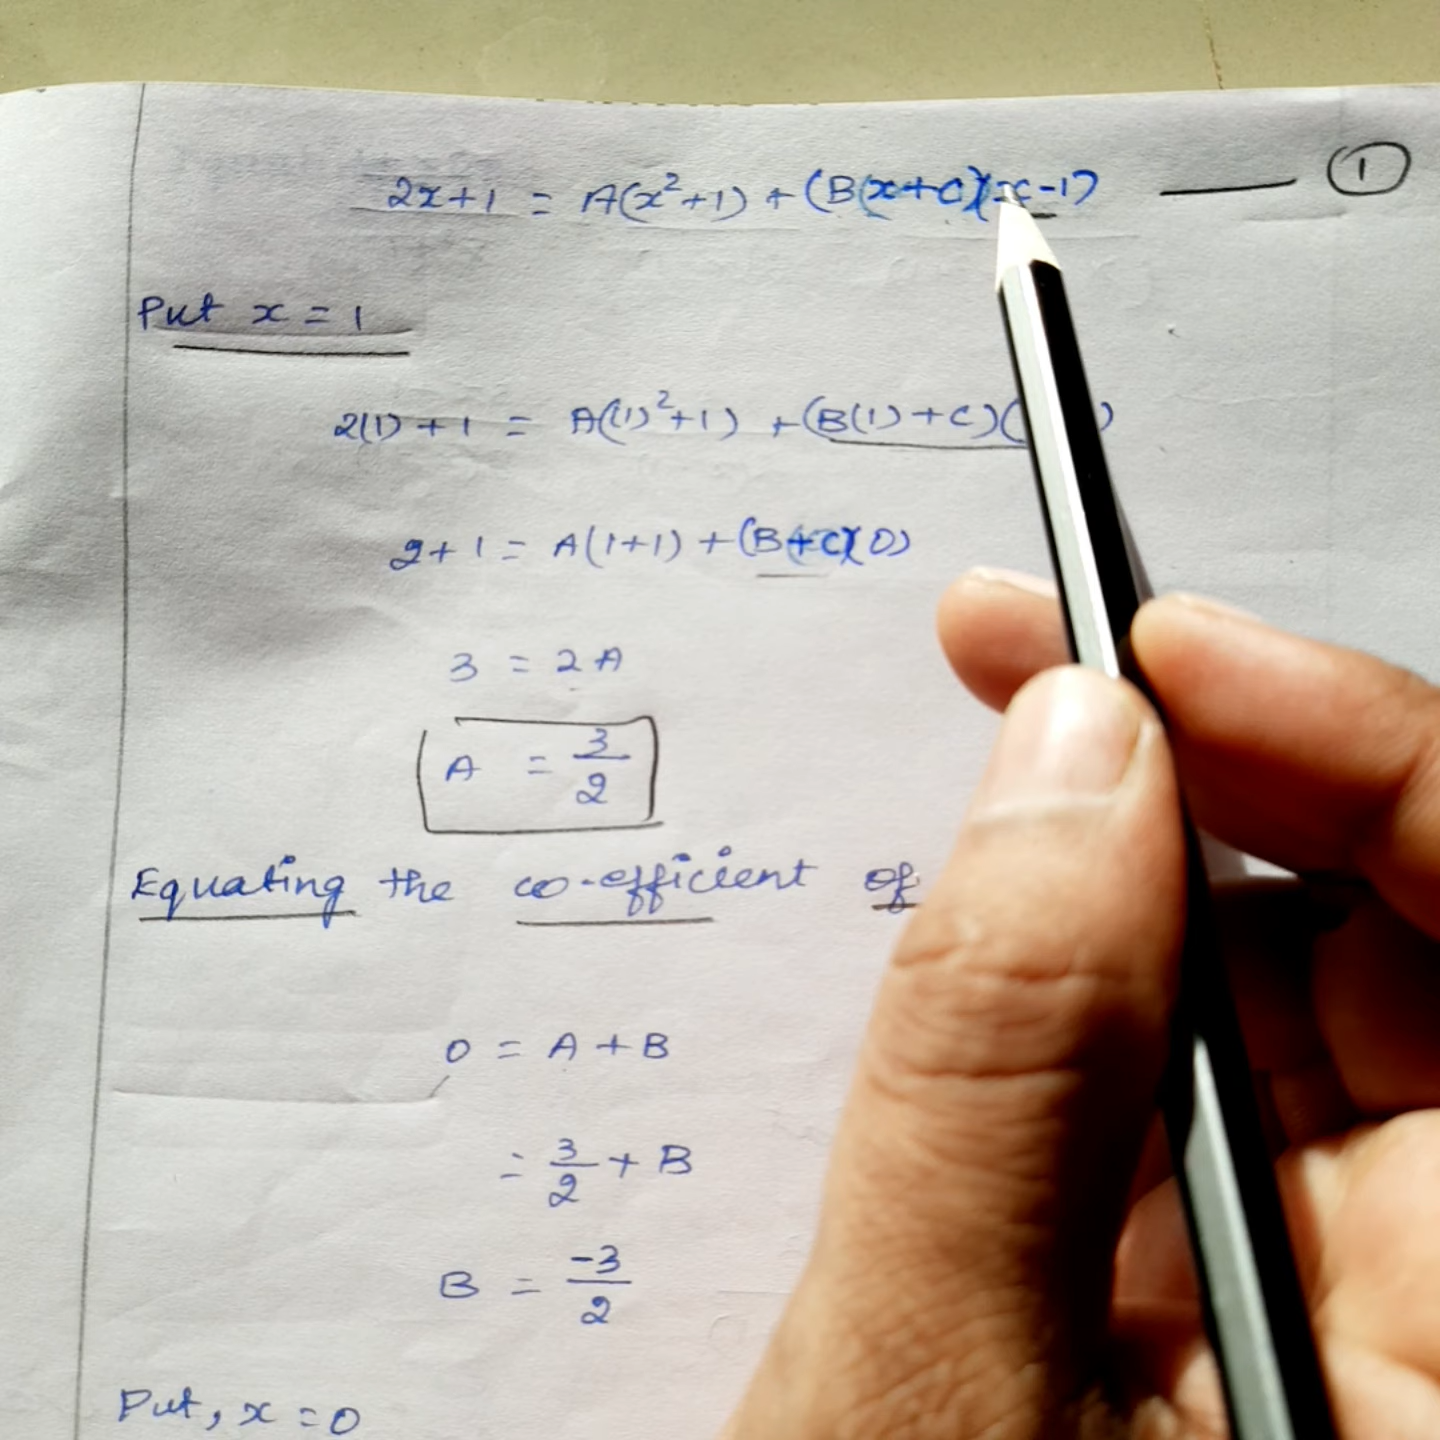 2x+1 = A(x²+1) + (B(x+c)(x-1) ——— ①
Put x = 1
2(1) + 1 = A((1)²+1) + (B(1) + C)( )
2+1 = A(1+1) + (B+C)(0)
3 = 2A
A = 3/2
Equating the co-efficient of
0 = A + B
= 3/2 + B
B = -3/2
Put, x = 0